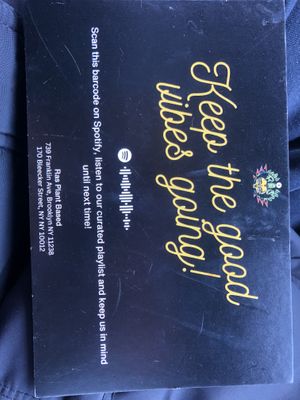 Keep the good
vibes going!
Scan this barcode on Spotify, listen to our curated playlist and keep us in mind
until next time!
Ras Plant Based
739 Franklin Ave, Brooklyn NY 11238
170 Bleecker Street, NY NY 10012